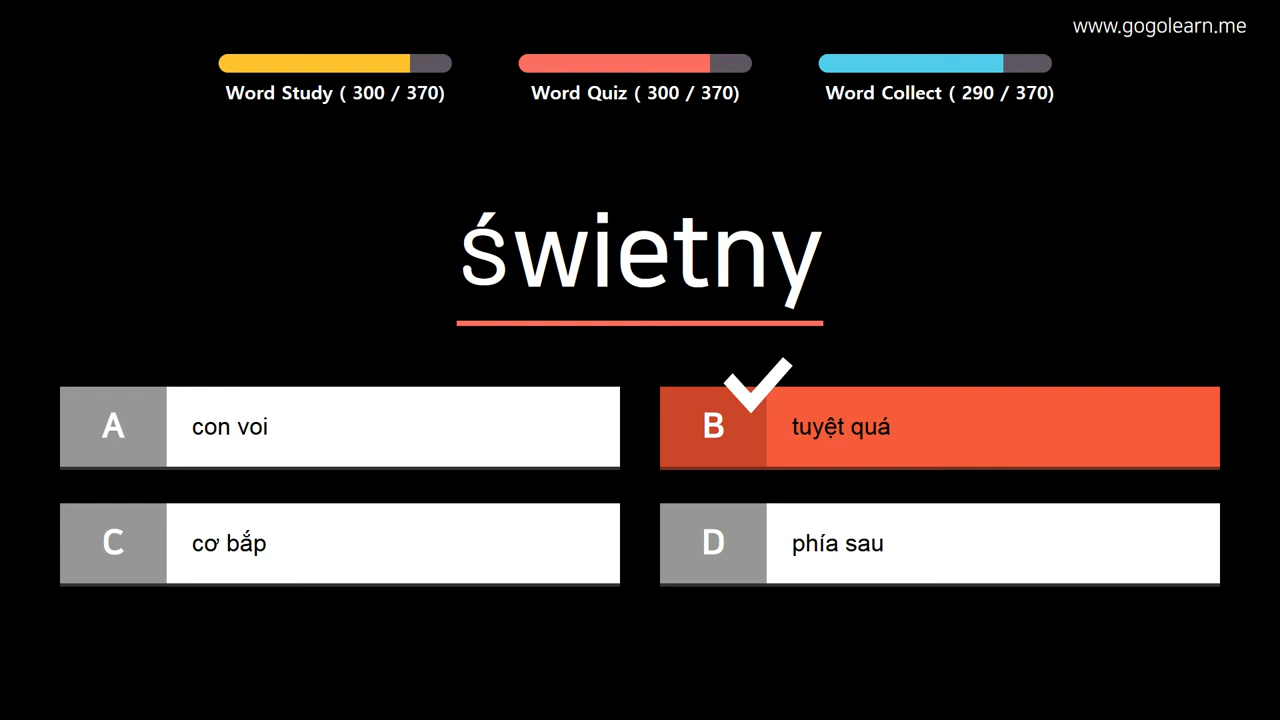 www.gogolearn.me
Word Study ( 300 / 370)
Word Quiz ( 300 / 370)
Word Collect ( 290 / 370)
świetny
A
con voi
B
tuyệt quá
C
cơ bắp
D
phía sau